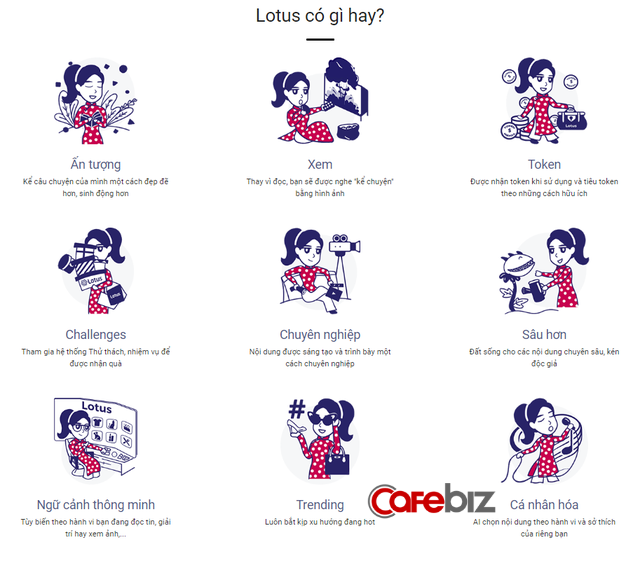 Lotus có gì hay?
Ấn tượng
Kể câu chuyện của mình một cách đẹp đẽ
hơn, sinh động hơn
Xem
Thay vì đọc, bạn sẽ được nghe "kể chuyện"
bằng hình ảnh
Token
Được nhận token khi sử dụng và tiêu token
theo những cách hữu ích
Lotus
@Lotus
Challenges
Tham gia hệ thống Thử thách, nhiệm vụ để
được nhận quà
Chuyên nghiệp
Nội dung được sáng tạo và trình bày một
cách chuyên nghiệp
Sâu hơn
Đất sống cho các nội dung chuyên sâu, kén
độc giả
Lotus
Ngữ cảnh thông minh
Tùy biến theo hành vi bạn đang đọc tin, giải
trí hay xem ảnh,...
#
Trending
Luôn bắt kịp xu hướng đang hot
Cafebiz
Cá nhân hóa
AI chọn nội dung theo hành vi và sở thích
của riêng bạn